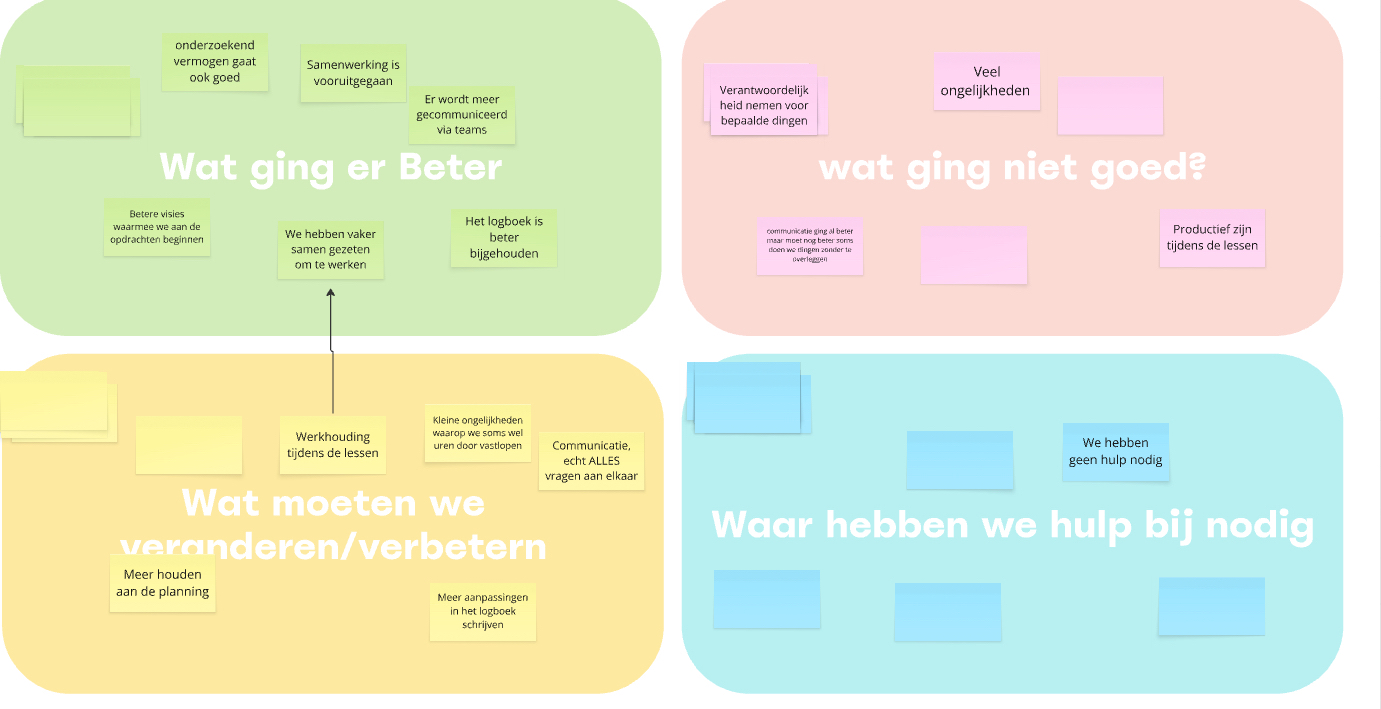 onderzoekend
vermogen gaat
ook goed
Samenwerking is
vooruitgegaan
Er wordt meer
gecommuniceerd
via teams
Wat ging er Beter
Betere visies
waarmee we aan de
opdrachten beginnen
We hebben vaker
samen gezeten
om te werken
Het logboek is
beter
bijgehouden
Verantwoordelijk
heid nemen voor
bepaalde dingen
Veel
ongelijkheden
wat ging niet goed?
communicatie ging al beter
maar moet nog beter soms
doen we dingen zonder te
overleggen
Productief zijn
tijdens de lessen
Werkhouding
tijdens de lessen
Kleine ongelijkheden
waarop we soms wel
uren door vastlopen
Communicatie,
echt ALLES
vragen aan elkaar
Wat moeten we
veranderen/verbetern
Meer houden
aan de planning
Meer aanpassingen
in het logboek
schrijven
We hebben
geen hulp nodig
Waar hebben we hulp bij nodig